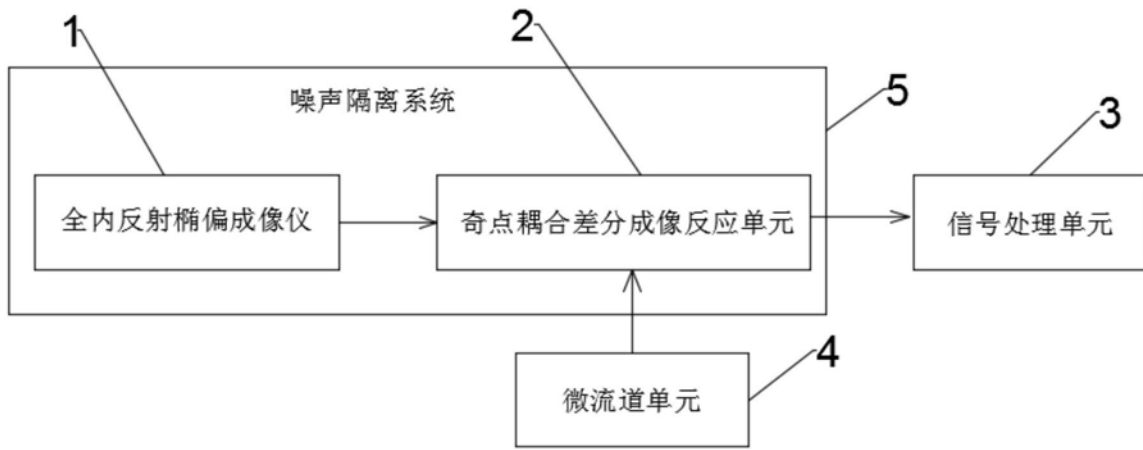 1
2
噪声隔离系统
5
3
全内反射椭偏成像仪
奇点耦合差分成像反应单元
信号处理单元
4
微流道单元